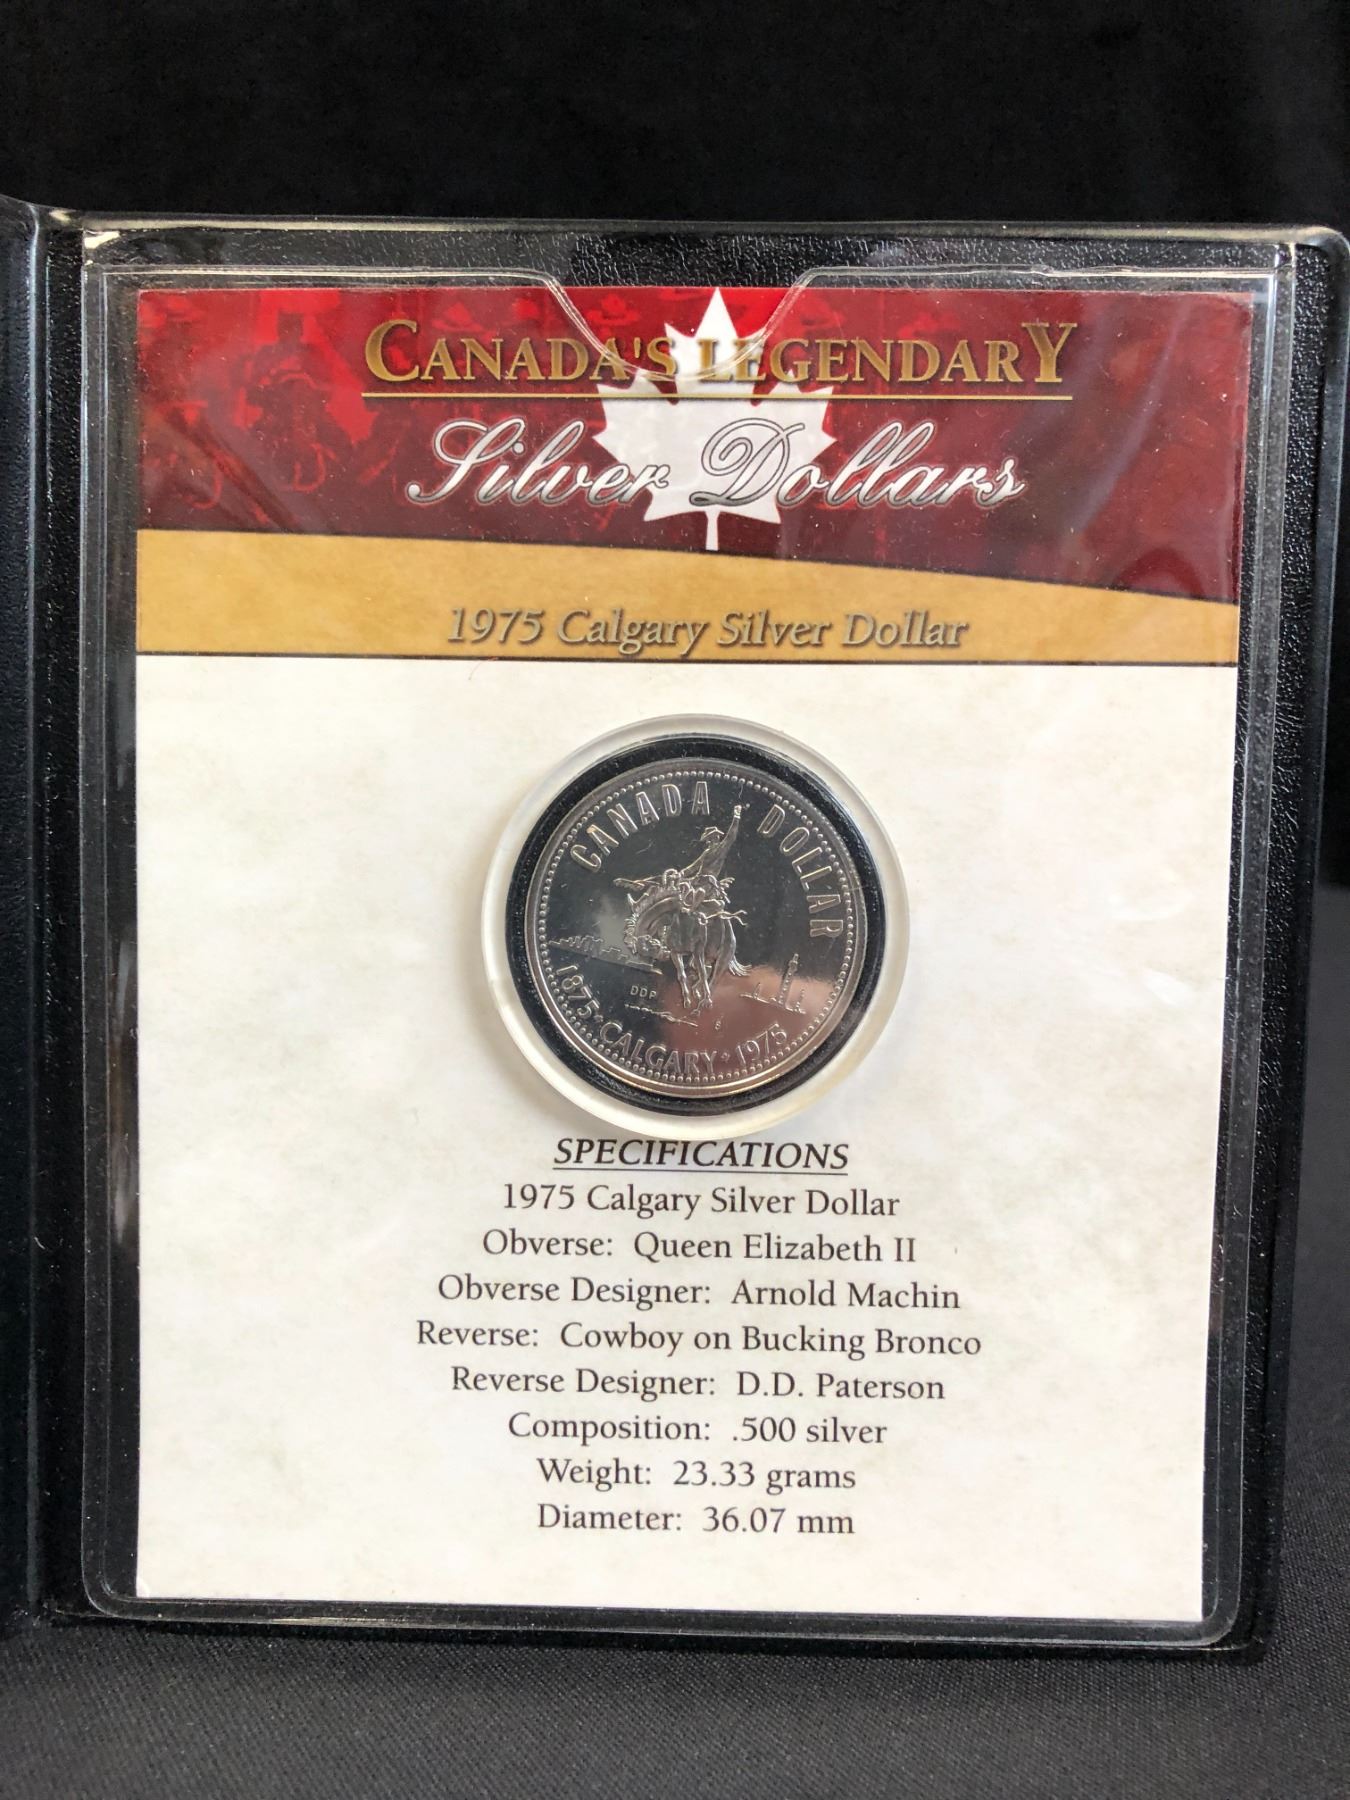 CANADA'S LEGENDARY
Silver Dollars
1975 Calgary Silver Dollar
CANADA DOLLAR
DDP
1875 • CALGARY • 1975
SPECIFICATIONS
1975 Calgary Silver Dollar
Obverse: Queen Elizabeth II
Obverse Designer: Arnold Machin
Reverse: Cowboy on Bucking Bronco
Reverse Designer: D.D. Paterson
Composition: .500 silver
Weight: 23.33 grams
Diameter: 36.07 mm